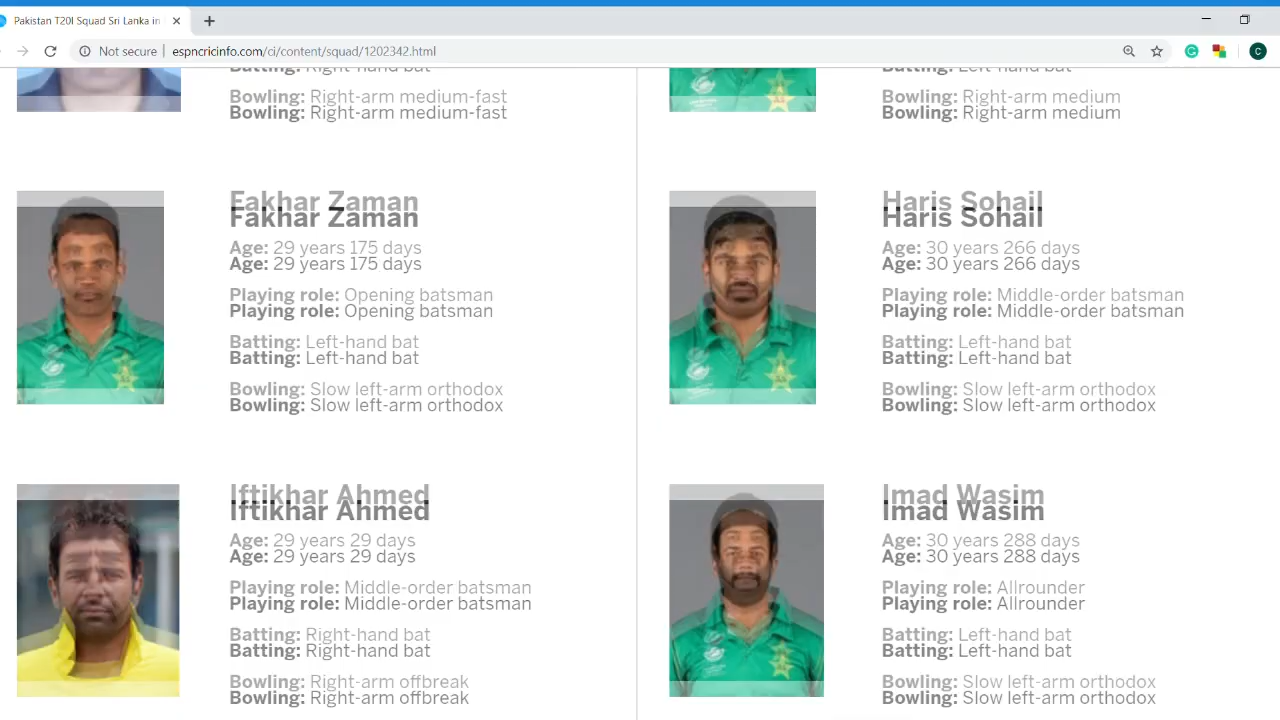 Pakistan T20I Squad Sri Lanka in
Not secure | espncricinfo.com/ci/content/squad/1202342.html
C
Batting: Right-hand bat
Bowling: Right-arm medium-fast
Bowling: Right-arm medium-fast
Batting: Left-hand bat
Bowling: Right-arm medium
Bowling: Right-arm medium
Fakhar Zaman
Fakhar Zaman
Age: 29 years 175 days
Age: 29 years 175 days
Playing role: Opening batsman
Playing role: Opening batsman
Batting: Left-hand bat
Batting: Left-hand bat
Bowling: Slow left-arm orthodox
Bowling: Slow left-arm orthodox
Haris Sohail
Haris Sohail
Age: 30 years 266 days
Age: 30 years 266 days
Playing role: Middle-order batsman
Playing role: Middle-order batsman
Batting: Left-hand bat
Batting: Left-hand bat
Bowling: Slow left-arm orthodox
Bowling: Slow left-arm orthodox
Iftikhar Ahmed
Iftikhar Ahmed
Age: 29 years 29 days
Age: 29 years 29 days
Playing role: Middle-order batsman
Playing role: Middle-order batsman
Batting: Right-hand bat
Batting: Right-hand bat
Bowling: Right-arm offbreak
Bowling: Right-arm offbreak
Imad Wasim
Imad Wasim
Age: 30 years 288 days
Age: 30 years 288 days
Playing role: Allrounder
Playing role: Allrounder
Batting: Left-hand bat
Batting: Left-hand bat
Bowling: Slow left-arm orthodox
Bowling: Slow left-arm orthodox